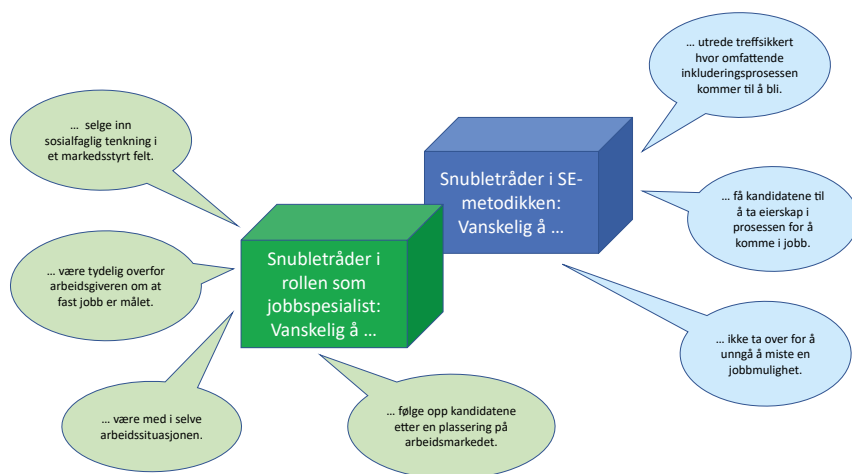 … utrede treffsikkert
hvor omfattende
inkluderingsprosessen
kommer til å bli.
… selge inn
sosialfaglig tenkning i
et markedsstyrt felt.
Snubletråder i SE-
metodikken:
Vanskelig å …
… få kandidatene til
å ta eierskap i
prosessen for å
komme i jobb.
Snubletråder i
rollen som
jobbspesialist:
Vanskelig å …
… være tydelig overfor
arbeidsgiveren om at
fast jobb er målet.
… ikke ta over for å
unngå å miste en
jobbmulighet.
… være med i selve
arbeidssituasjonen.
… følge opp kandidatene
etter en plassering på
arbeidsmarkedet.